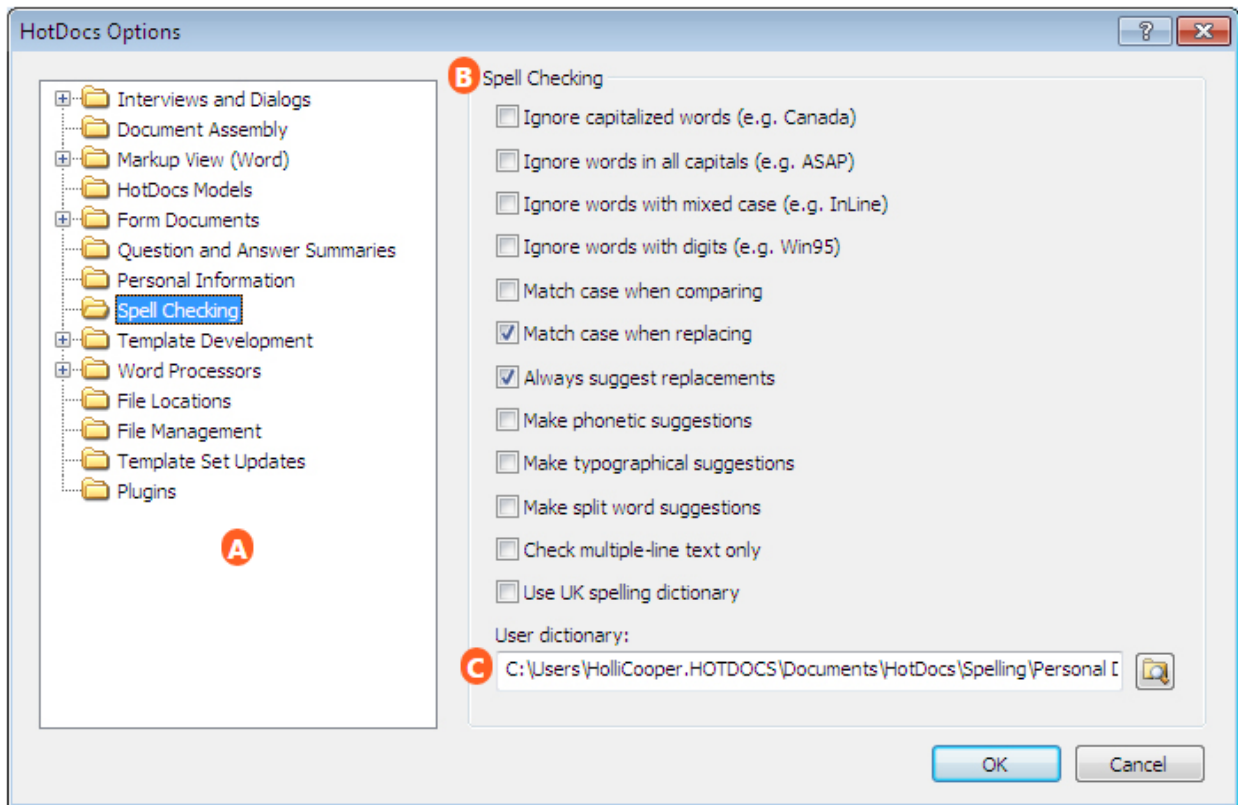 HotDocs Options
?
Interviews and Dialogs
Document Assembly
Markup View (Word)
HotDocs Models
Form Documents
Question and Answer Summaries
Personal Information
Spell Checking
Template Development
Word Processors
File Locations
File Management
Template Set Updates
Plugins
A
B Spell Checking
Ignore capitalized words (e.g. Canada)
Ignore words in all capitals (e.g. ASAP)
Ignore words with mixed case (e.g. InLine)
Ignore words with digits (e.g. Win95)
Match case when comparing
Match case when replacing
Always suggest replacements
Make phonetic suggestions
Make typographical suggestions
Make split word suggestions
Check multiple-line text only
Use UK spelling dictionary
User dictionary:
C C:\Users\HolliCooper.HOTDOCS\Documents\HotDocs\Spelling\Personal
OK Cancel